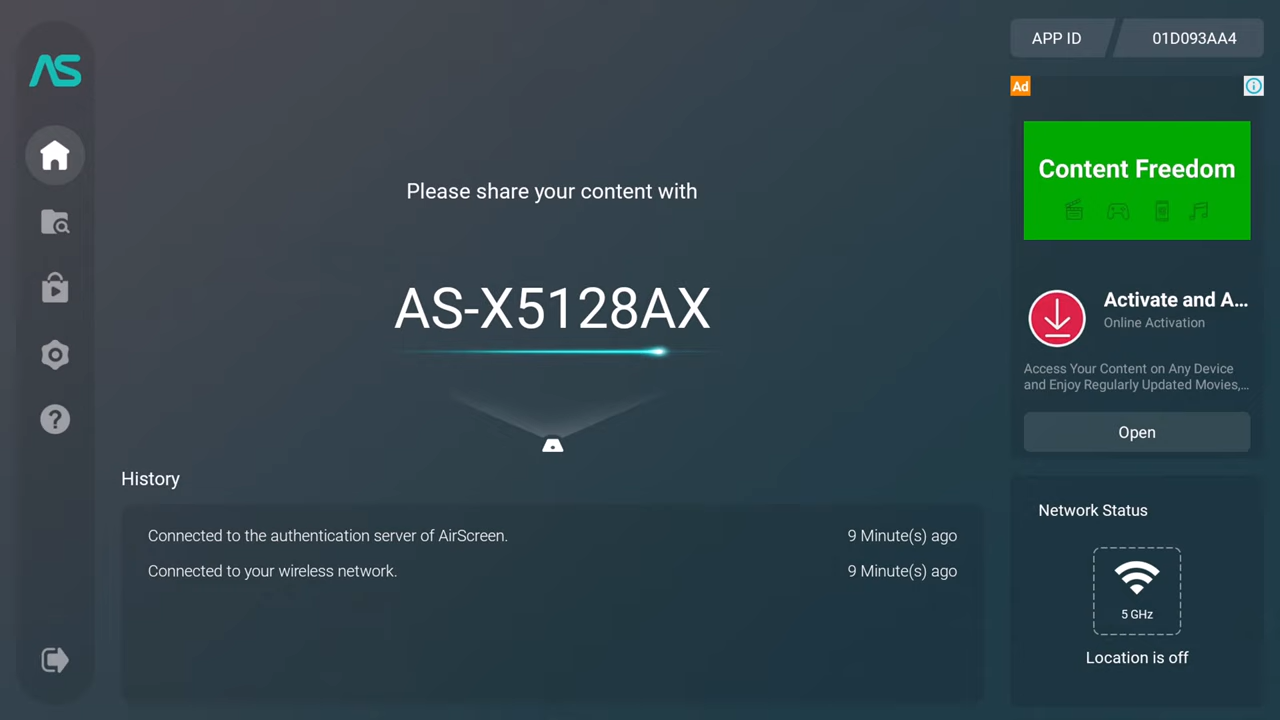 AS
APP ID
01D093AA4
Ad
Content Freedom
Please share your content with
AS-X5128AX
Activate and A...
Online Activation
Access Your Content on Any Device
and Enjoy Regularly Updated Movies,...
Open
History
Connected to the authentication server of AirScreen.
9 Minute(s) ago
Connected to your wireless network.
9 Minute(s) ago
Network Status
5 GHz
Location is off